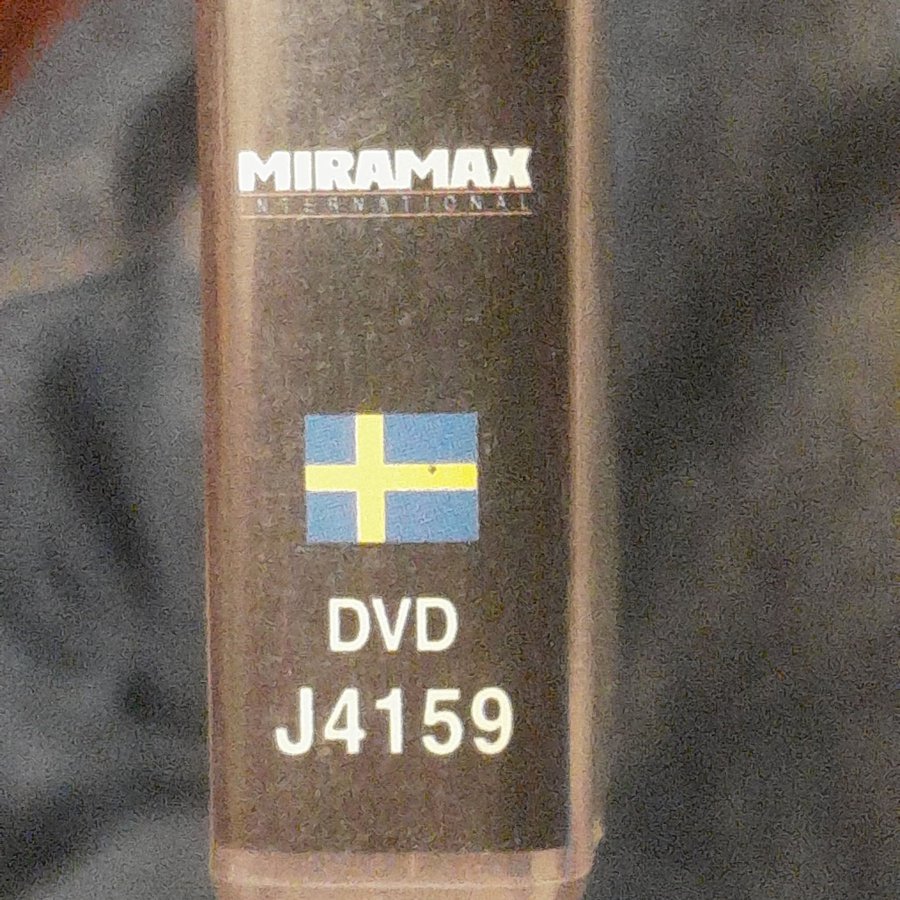 MIRAMAX
INTERNATIONAL
DVD
J4159